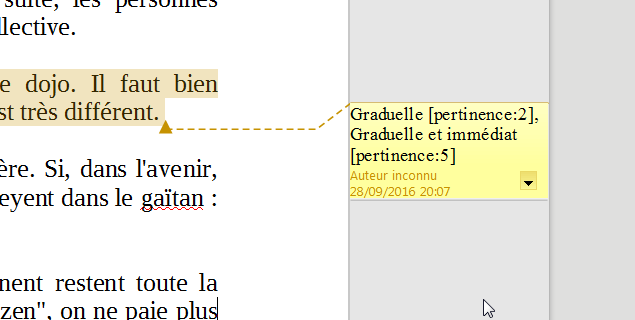 les personnes
llective.
e dojo. Il faut bien
st très différent.
ère. Si, dans l'avenir,
eyent dans le gaïtan :
nent restent toute la
zen", on ne paie plus
Graduelle [pertinence:2],
Graduelle et immédiat
[pertinence:5]
Auteur inconnu
28/09/2016 20:07